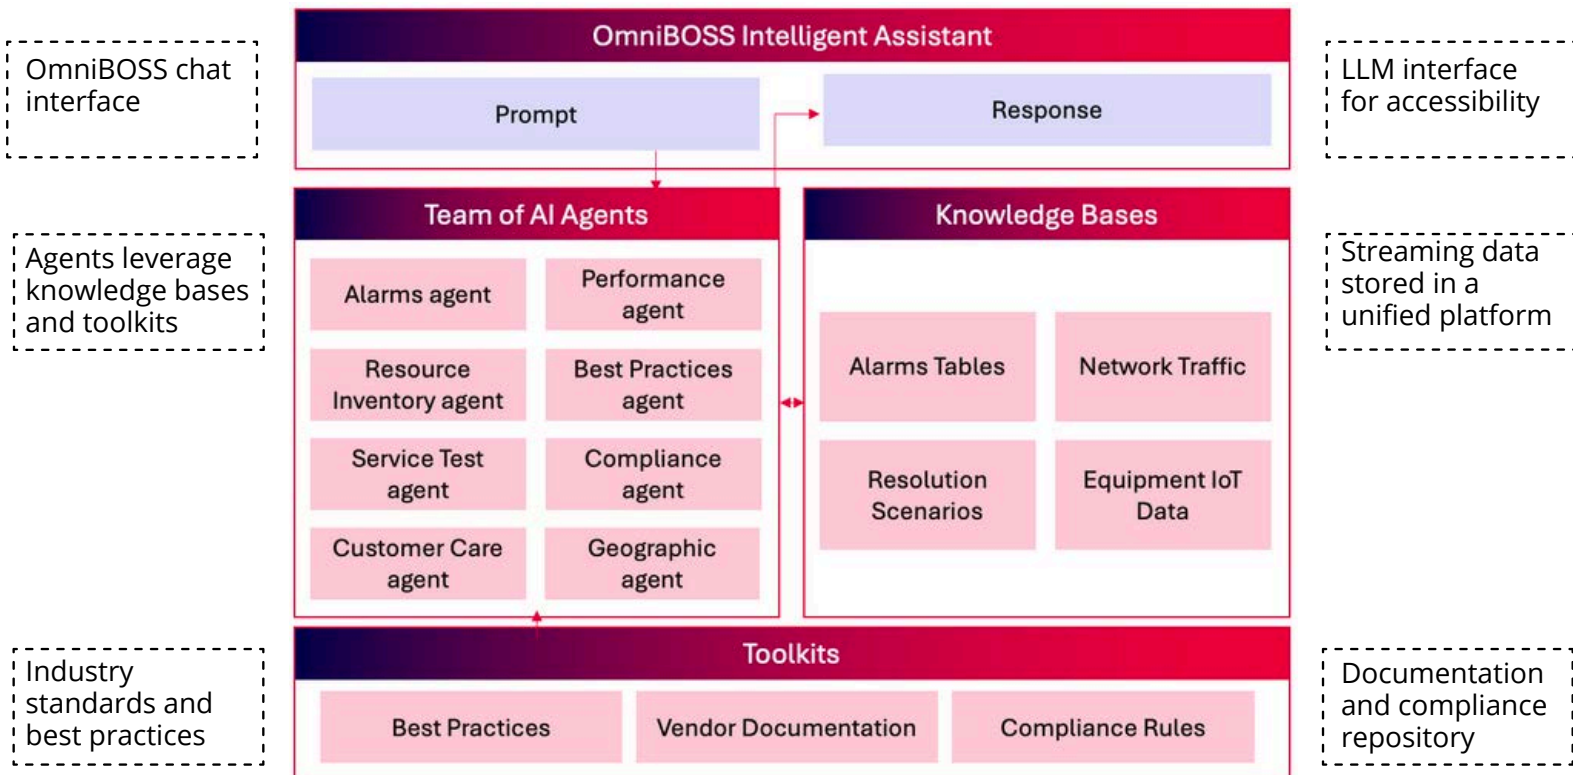 OmniBOSS Intelligent Assistant
OmniBOSS chat
interface
Prompt
Response
LLM interface
for accessibility
Team of AI Agents
Knowledge Bases
Agents leverage
knowledge bases
and toolkits
Alarms agent
Performance
agent
Resource
Inventory agent
Best Practices
agent
Service Test
agent
Compliance
agent
Customer Care
agent
Geographic
agent
Alarms Tables
Network Traffic
Resolution
Scenarios
Equipment IoT
Data
Streaming data
stored in a
unified platform
Toolkits
Industry
standards and
best practices
Best Practices
Vendor Documentation
Compliance Rules
Documentation
and compliance
repository